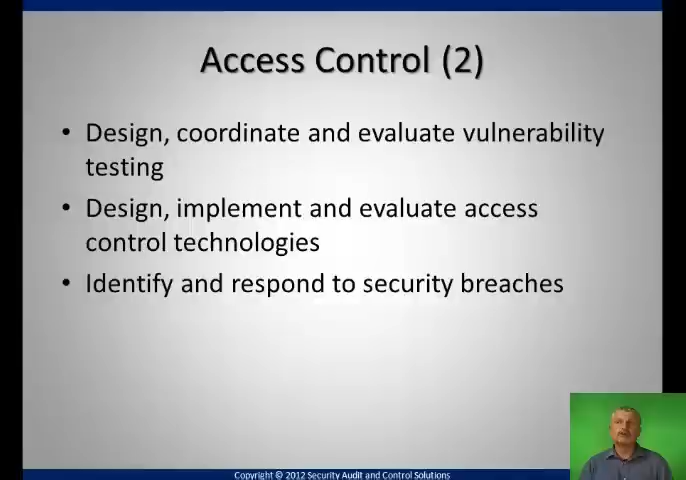 Access Control (2)
• Design, coordinate and evaluate vulnerability
testing
• Design, implement and evaluate access
control technologies
• Identify and respond to security breaches
Copyright © 2012 Security Audit and Control Solutions